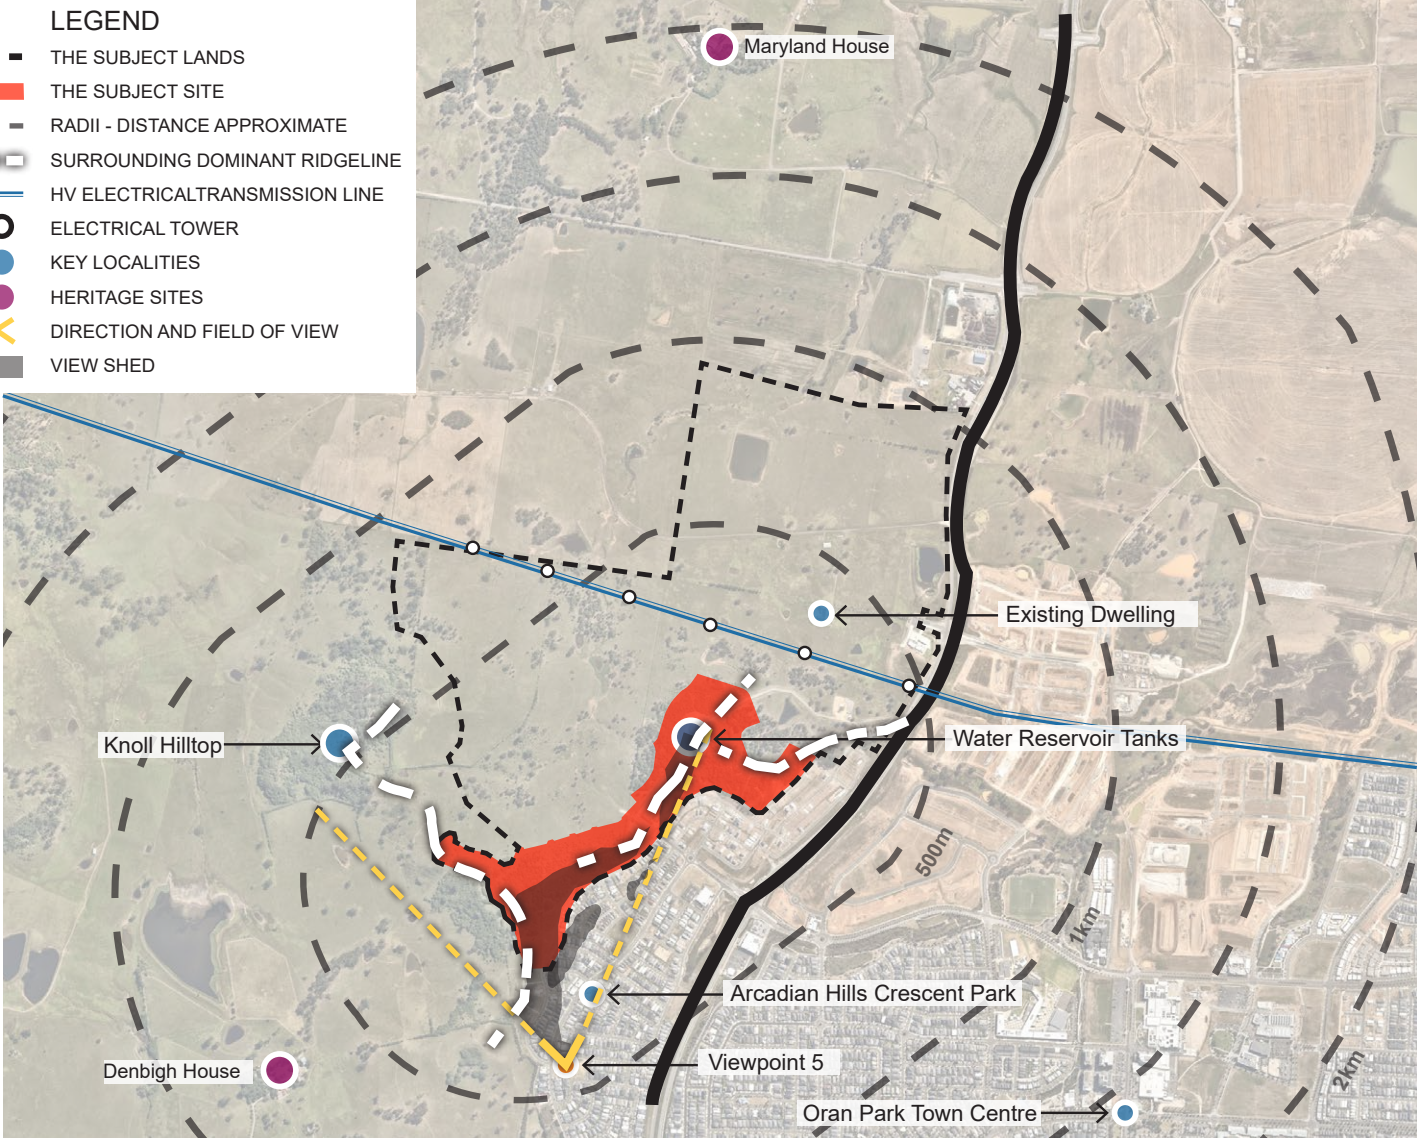 LEGEND
THE SUBJECT LANDS
THE SUBJECT SITE
RADII - DISTANCE APPROXIMATE
SURROUNDING DOMINANT RIDGELINE
HV ELECTRICALTRANSMISSION LINE
ELECTRICAL TOWER
KEY LOCALITIES
HERITAGE SITES
DIRECTION AND FIELD OF VIEW
VIEW SHED
Maryland House
Existing Dwelling
Knoll Hilltop
Water Reservoir Tanks
500m
1km
Arcadian Hills Crescent Park
Viewpoint 5
Denbigh House
2km
Oran Park Town Centre